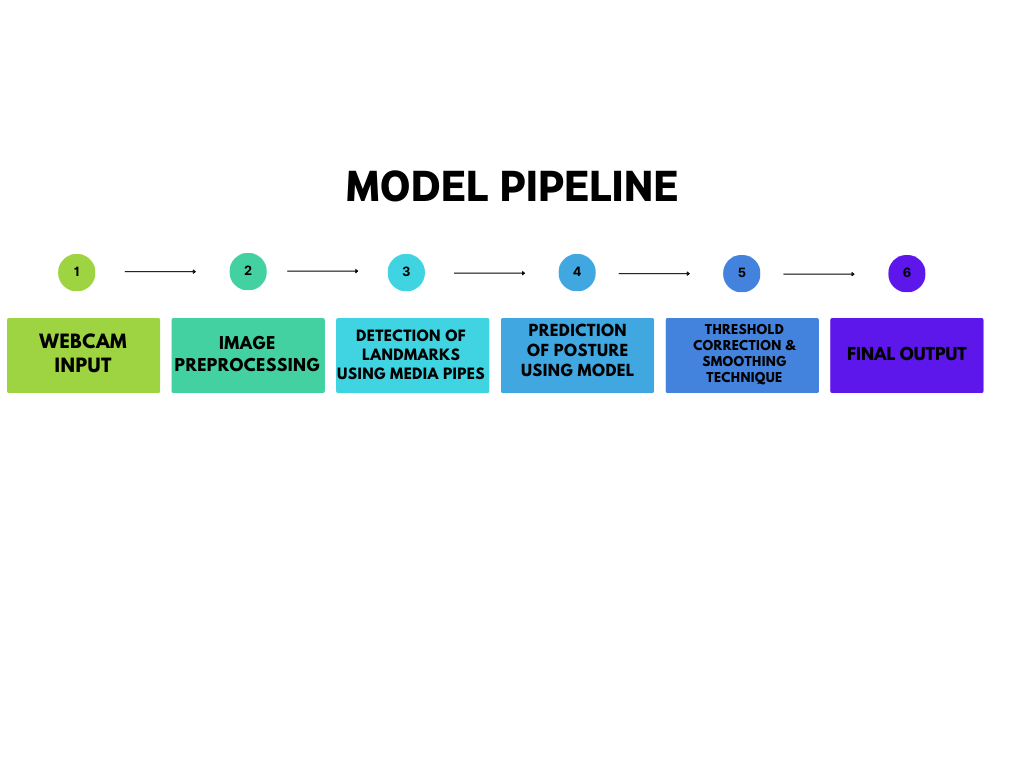 MODEL PIPELINE
1
2
3
4
5
6
WEBCAM
INPUT
IMAGE
PREPROCESSING
DETECTION OF
LANDMARKS
USING MEDIA PIPES
PREDICTION
OF POSTURE
USING MODEL
THRESHOLD
CORRECTION &
SMOOTHING
TECHNIQUE
FINAL OUTPUT